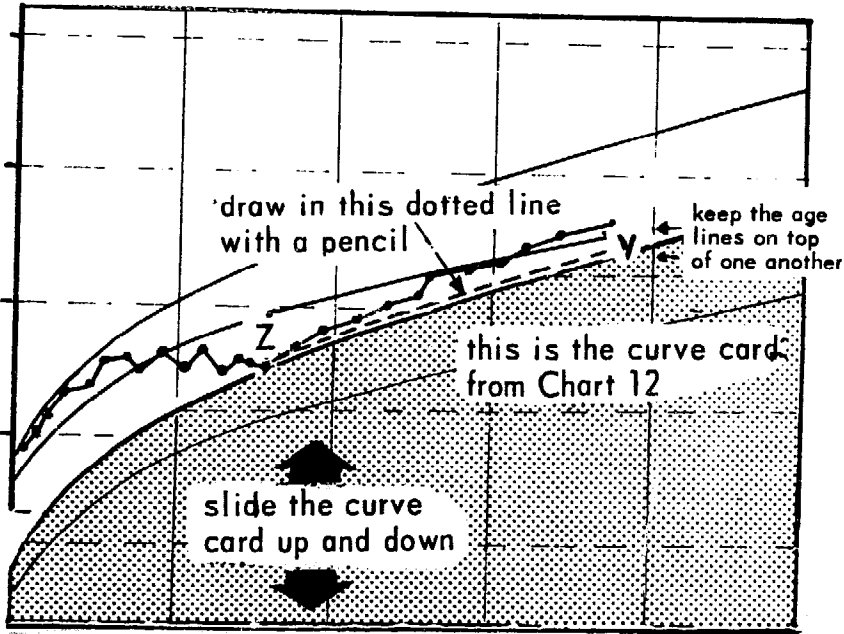 draw in this dotted line
with a pencil
keep the age
lines on top
of one another
Y
Z
this is the curve card
from Chart 12
slide the curve
card up and down